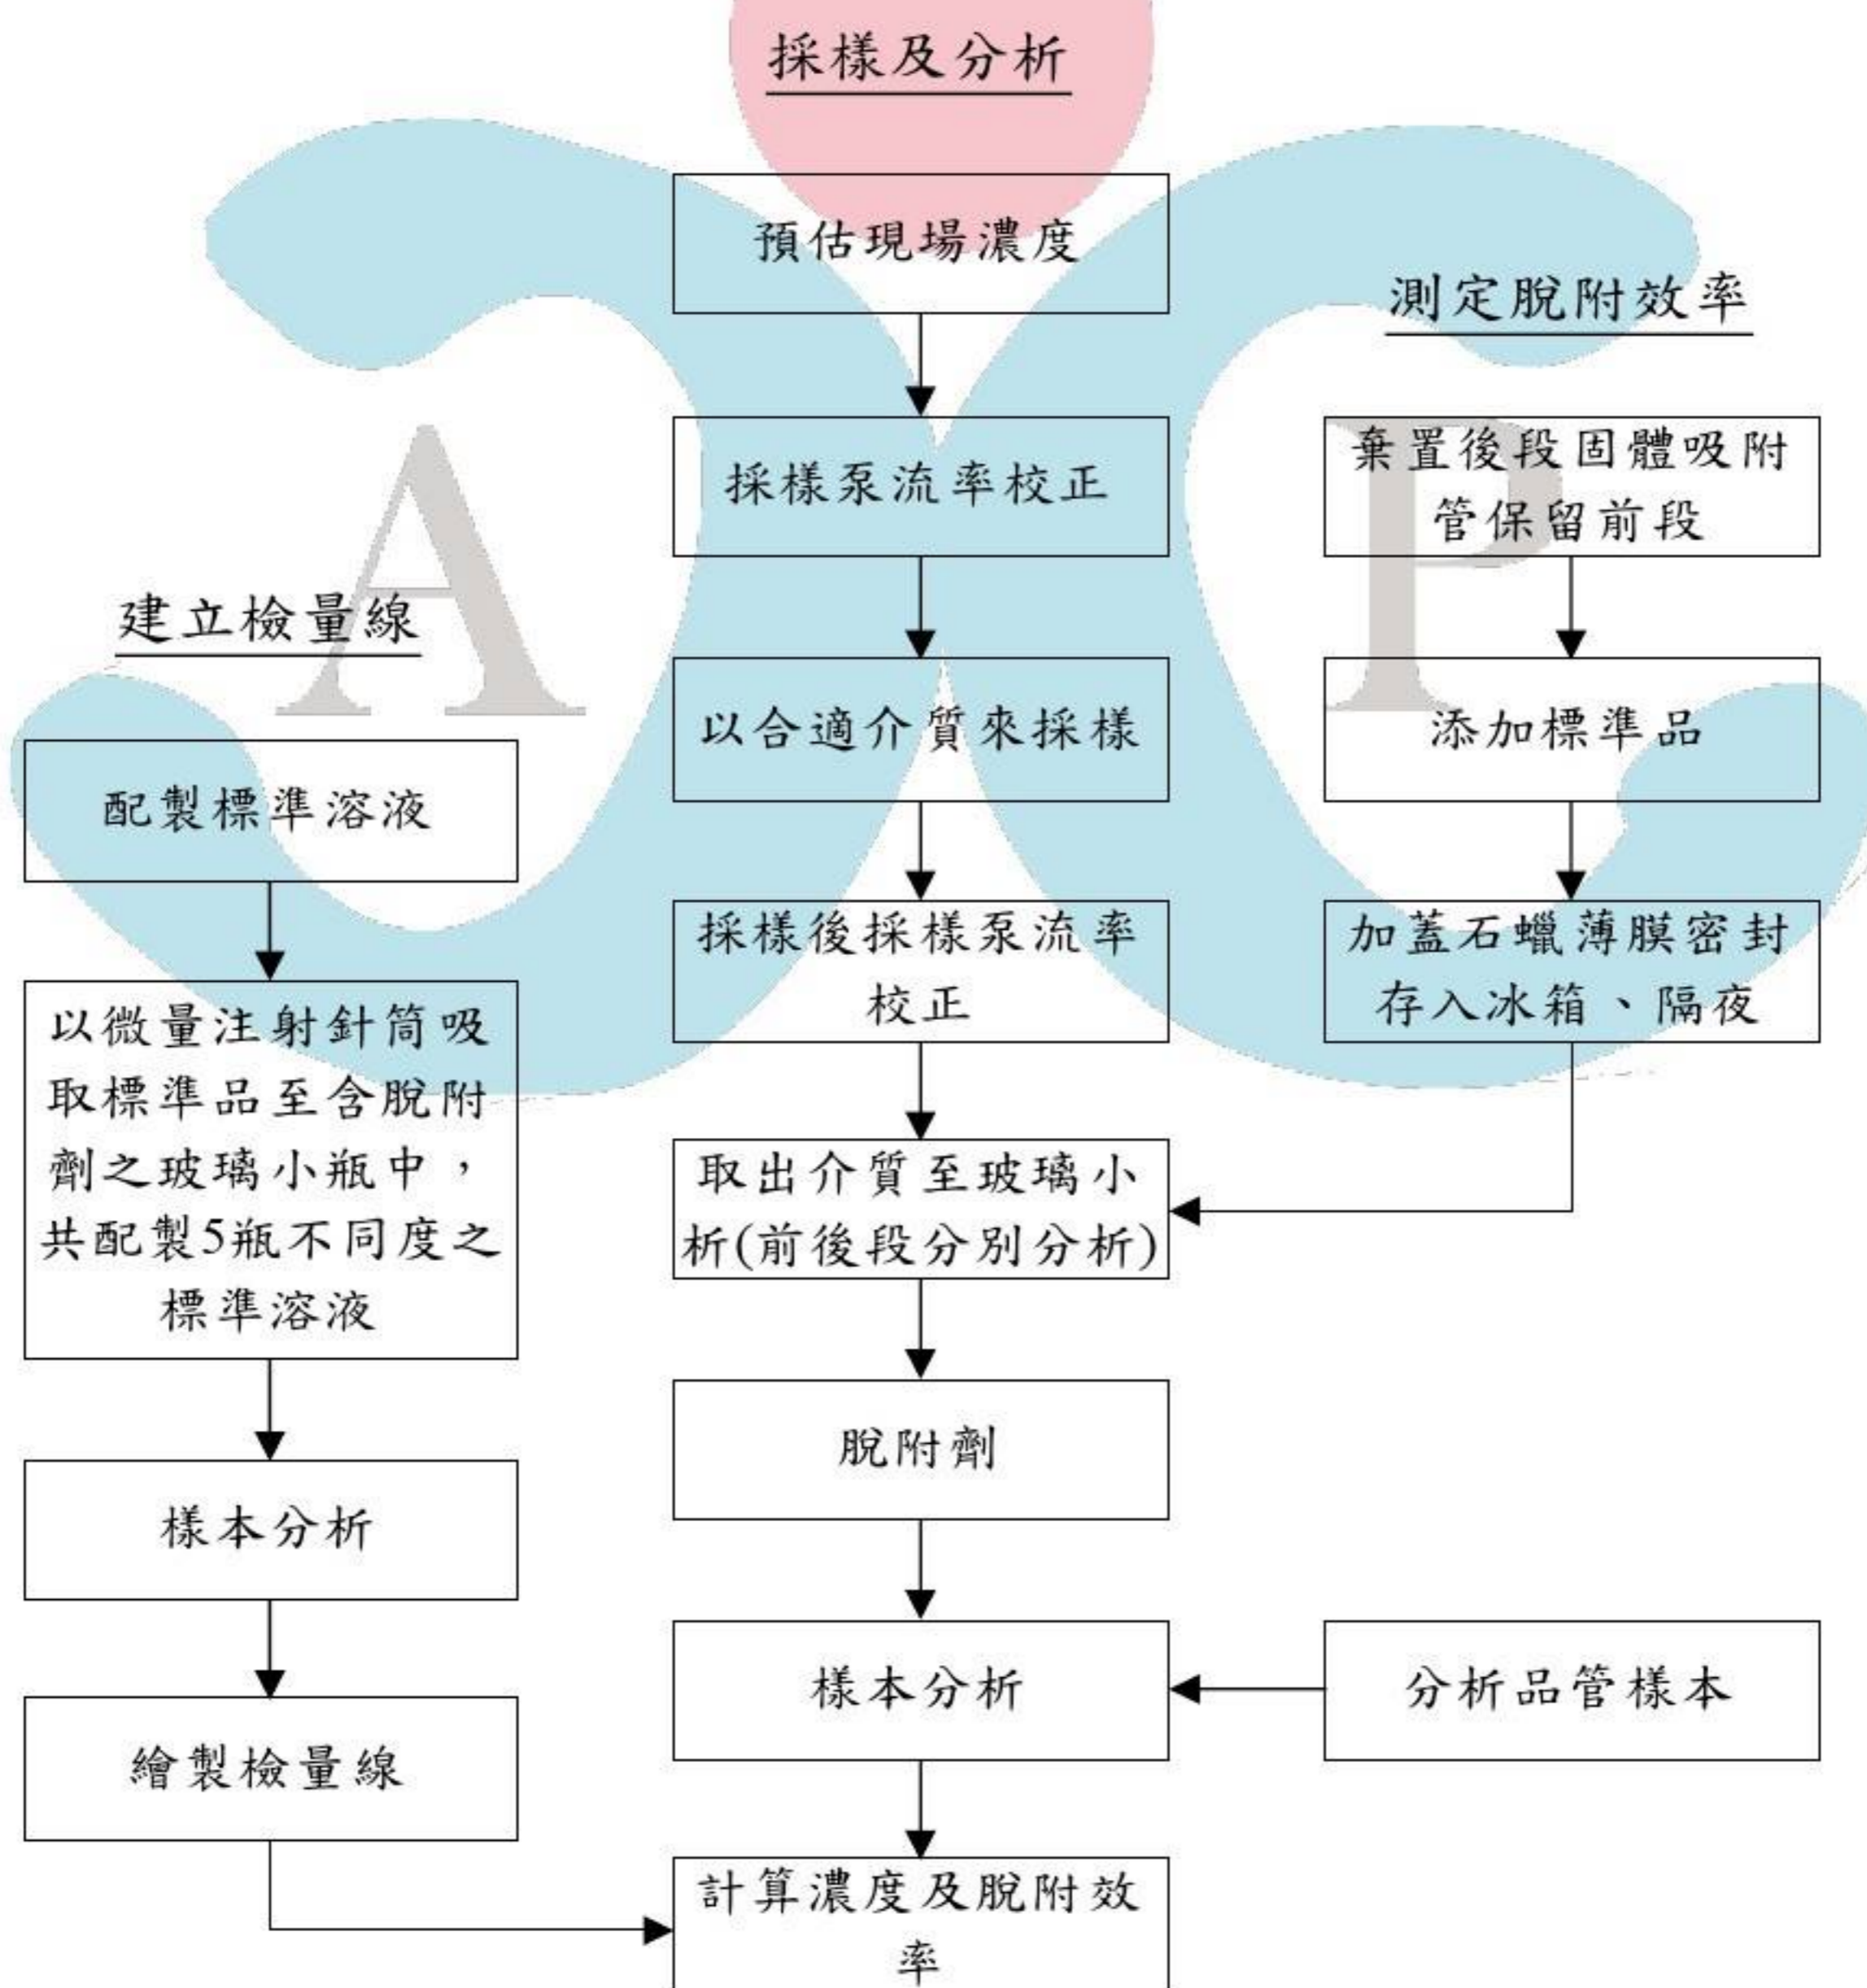 採樣及分析
預估現場濃度
採樣泵流率校正
以合適介質來採樣
採樣後採樣泵流率
校正
取出介質至玻璃小
析(前後段分別分析)
脫附劑
樣本分析
計算濃度及脫附效
率
建立檢量線
配製標準溶液
以微量注射針筒吸
取標準品至含脫附
劑之玻璃小瓶中，
共配製5瓶不同度之
標準溶液
樣本分析
繪製檢量線
測定脫附效率
棄置後段固體吸附
管保留前段
添加標準品
加蓋石蠟薄膜密封
存入冰箱、隔夜
分析品管樣本
A
P